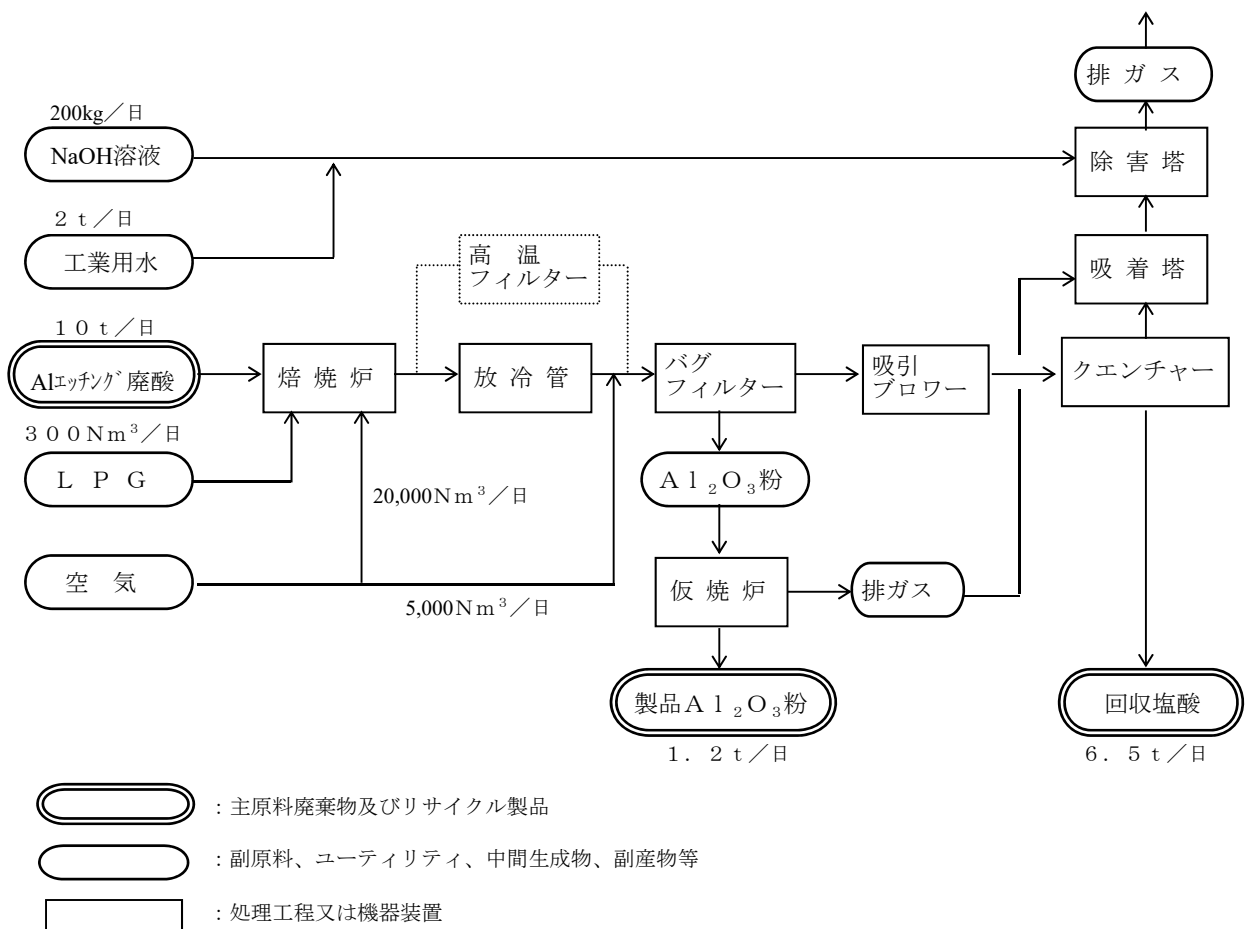 排 ガ ス
200kg／日
NaOH溶液
除 害 塔
２ｔ／日
工業用水
高　温
フィルター
吸 着 塔
１０ｔ／日
Alエッチング廃酸
焙 焼 炉
放 冷 管
バグ
フィルター
吸引
ブロワー
クエンチャー
３００Ｎｍ³／日
Ｌ Ｐ Ｇ
Ａｌ₂Ｏ₃粉
20,000Ｎｍ³／日
空　気
5,000Ｎｍ³／日
仮 焼 炉
排ガス
製品Ａｌ₂Ｏ₃粉
１．２ｔ／日
回収塩酸
６．５ｔ／日
：主原料廃棄物及びリサイクル製品
：副原料、ユーティリティ、中間生成物、副産物等
：処理工程又は機器装置